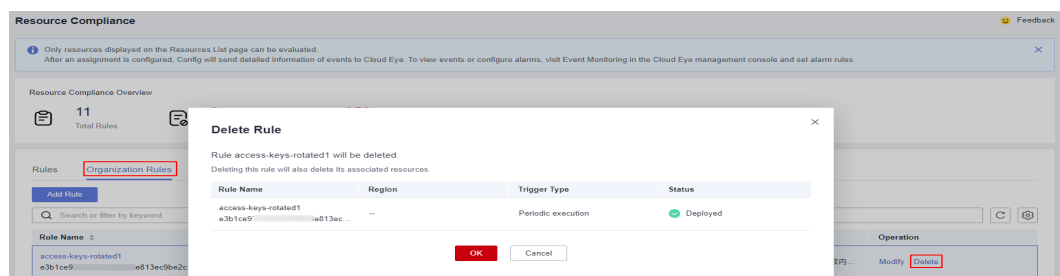 Resource Compliance
Feedback
Only resources displayed on the Resources List page can be evaluated.
After an assignment is configured, Config will send detailed information of events to Cloud Eye. To view events or configure alarms, visit Event Monitoring in the Cloud Eye management console and set alarm rules.
Resource Compliance Overview
11
Total Rules
Delete Rule
Rule access-keys-rotated1 will be deleted.
Deleting this rule will also delete its associated resources.
Rule Name Region Trigger Type Status
access-keys-rotated1
e3b1ce9 e813ec... -- Periodic execution Deployed
OK Cancel
Rules Organization Rules
Add Rule
Search or filter by keyword.
Rule Name Operation
access-keys-rotated1
e3b1ce9 e813ec9be2c
内... Modify Delete